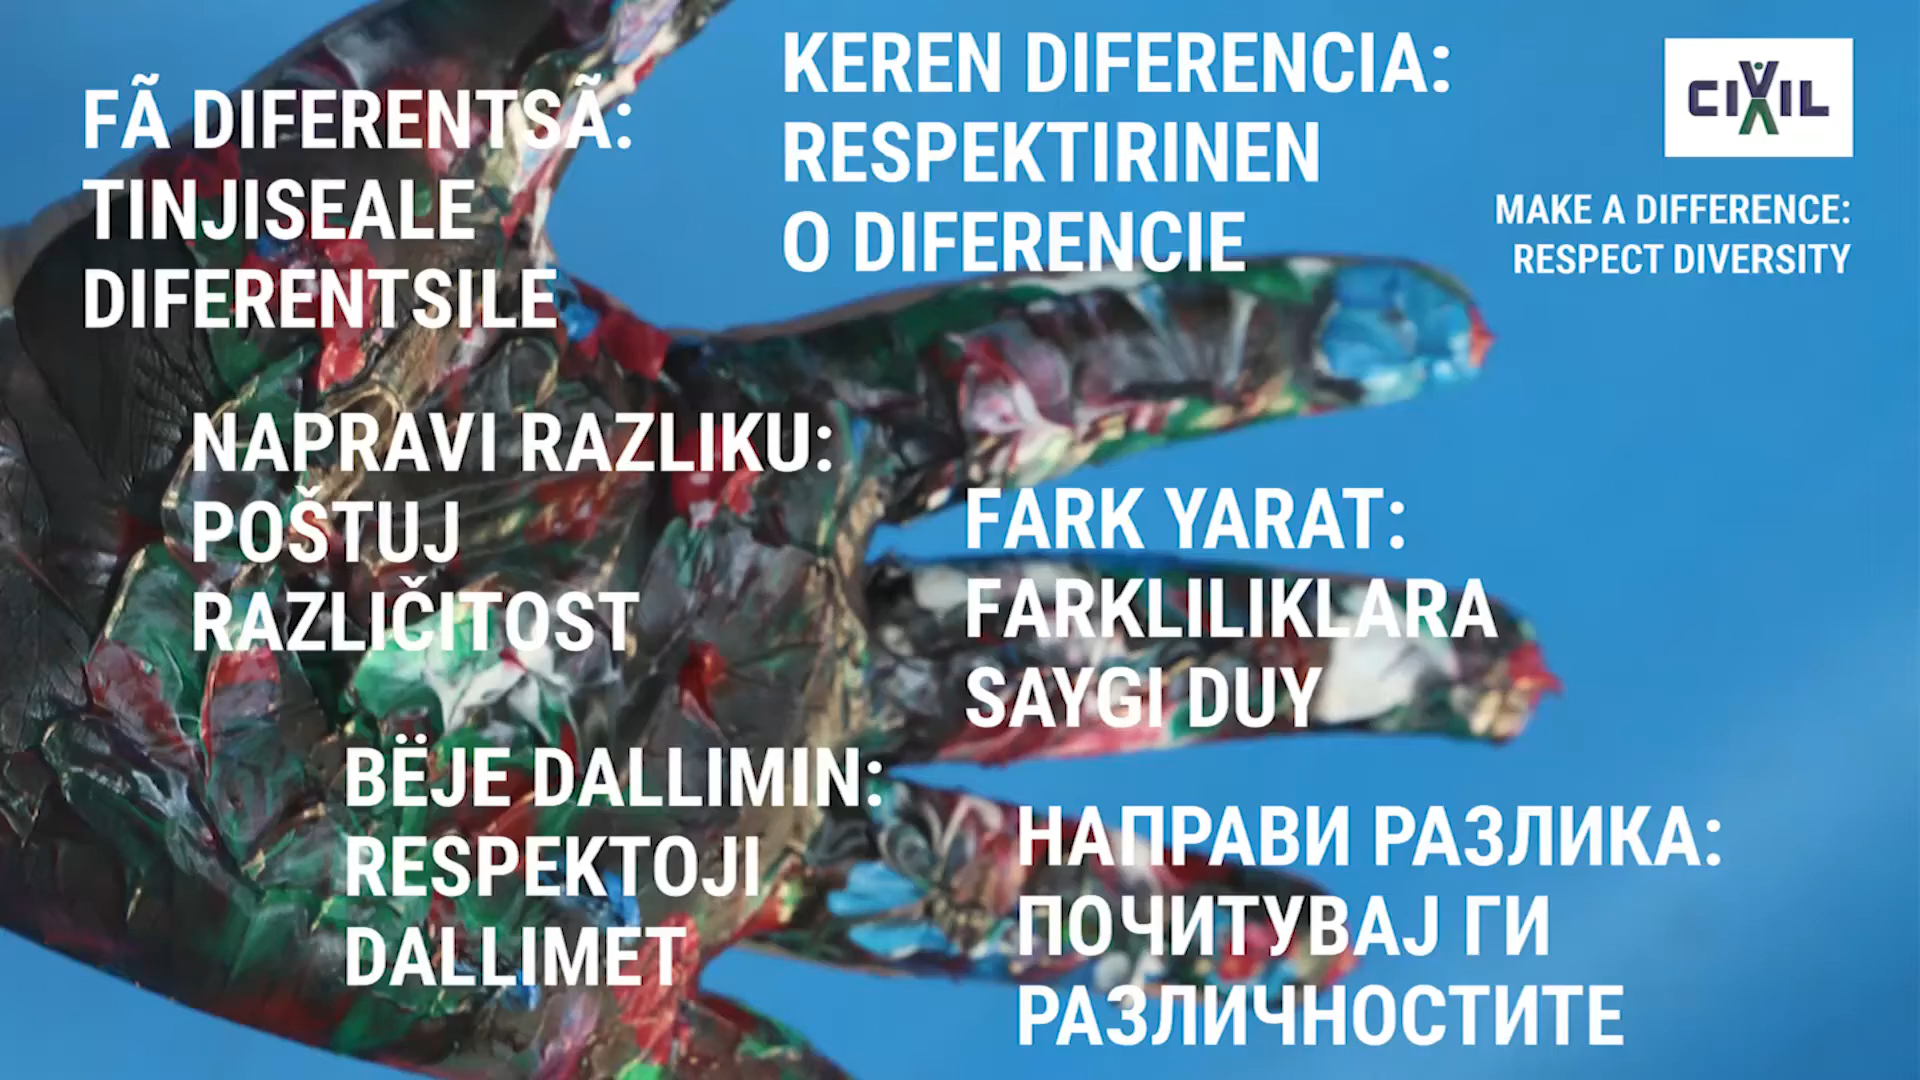 FÃ DIFERENTSÃ:
TINJISEALE
DIFERENTSILE
KEREN DIFERENCIA:
RESPEKTIRINEN
O DIFERENCIE
CIVIL
MAKE A DIFFERENCE:
RESPECT DIVERSITY
NAPRAVI RAZLIKU:
POŠTUJ
RAZLIČITOST
FARK YARAT:
FARKLILIKLARA
SAYGI DUY
BËJE DALLIMIN:
RESPEKTOJI
DALLIMET
НАПРАВИ РАЗЛИКА:
ПОЧИТУВАЈ ГИ
РАЗЛИЧНОСТИТЕ